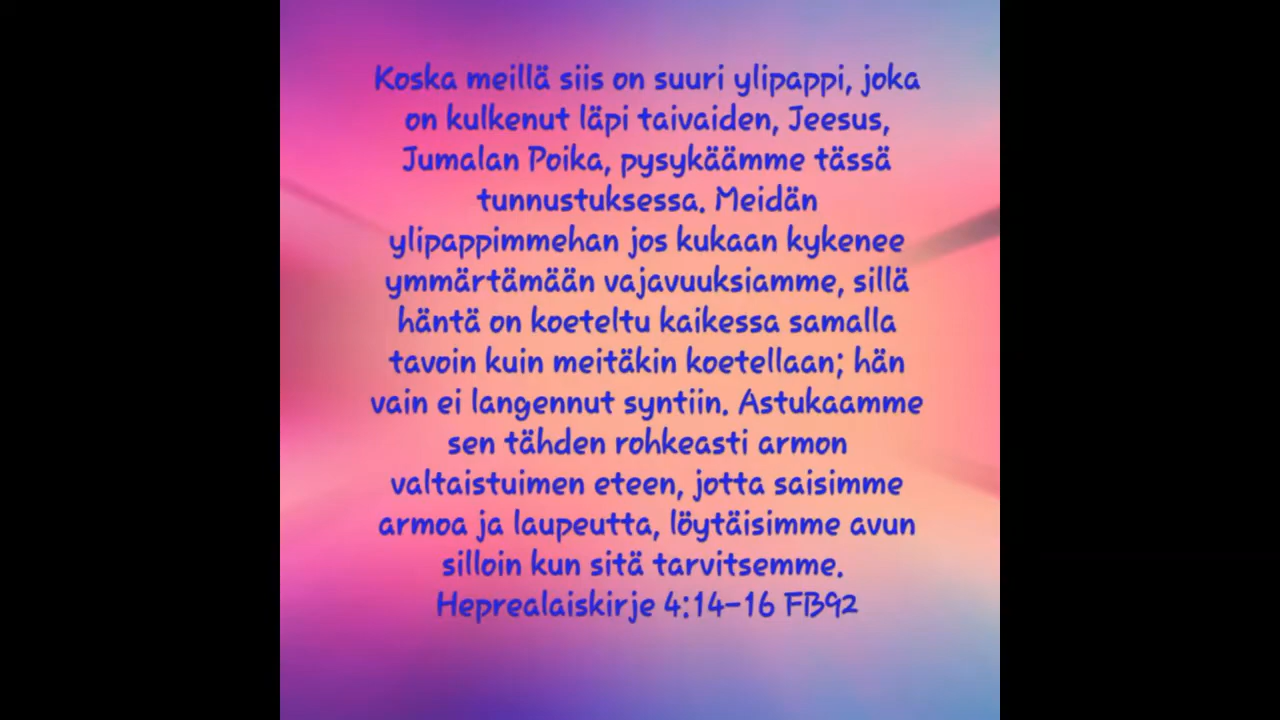 Koska meillä siis on suuri ylipappi, joka
on kulkenut läpi taivaiden, Jeesus,
Jumalan Poika, pysykäämme tässä
tunnustuksessa. Meidän
ylipappimmehan jos kukaan kykenee
ymmärtämään vajavuuksiamme, sillä
häntä on koeteltu kaikessa samalla
tavoin kuin meitäkin koetellaan; hän
vain ei langennut syntiin. Astukaamme
sen tähden rohkeasti armon
valtaistuimen eteen, jotta saisimme
armoa ja laupeutta, löytäisimme avun
silloin kun sitä tarvitsemme.
Heprealaiskirje 4:14-16 FB92